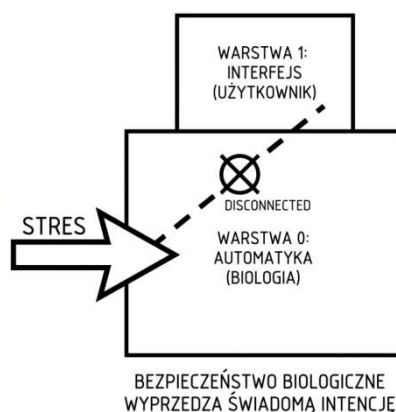 WARSTWA 1:
INTERFEJS
(UŻYTKOWNIK)
DISCONNECTED
STRES
WARSTWA 0:
AUTOMATYKA
(BIOLOGIA)
BEZPIECZEŃSTWO BIOLOGICZNE
WYPRZEDZA ŚWIADOMĄ INTENCJĘ